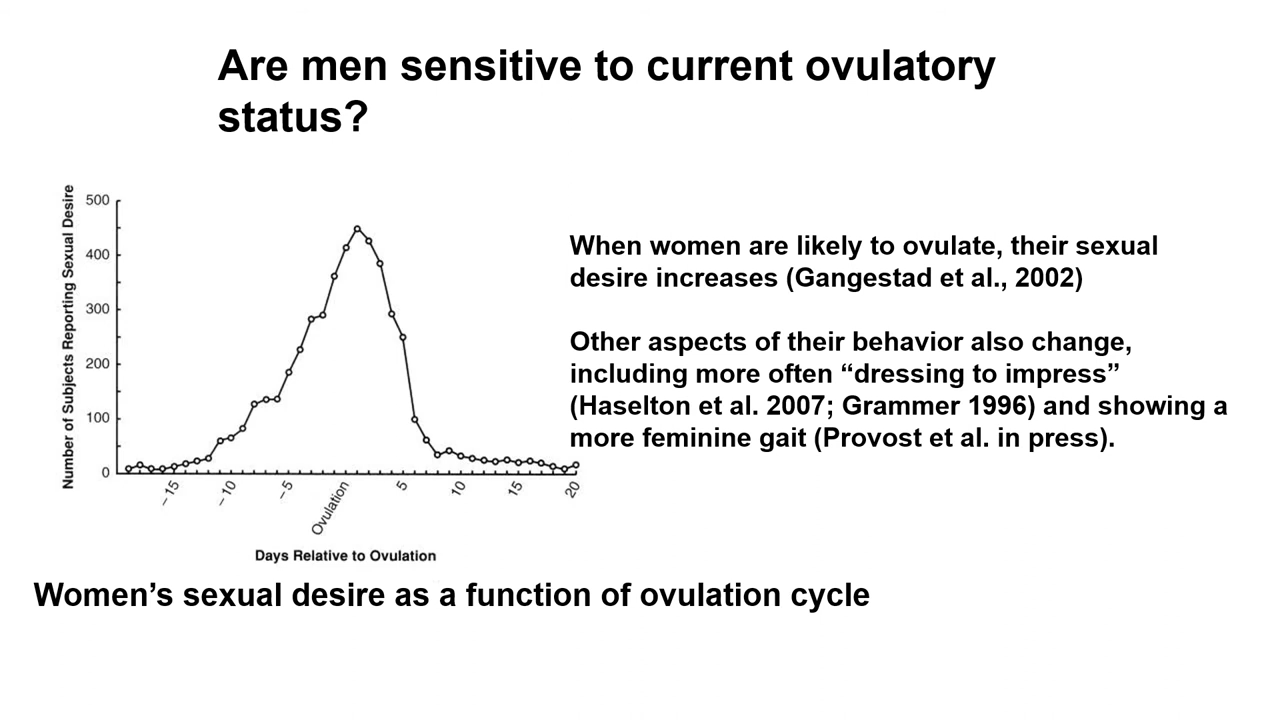 Are men sensitive to current ovulatory
status?
Number of Subjects Reporting Sexual Desire
500
400
300
200
100
0
– 15
– 10
– 5
Ovulation
5
10
15
20
Days Relative to Ovulation
When women are likely to ovulate, their sexual
desire increases (Gangestad et al., 2002)
Other aspects of their behavior also change,
including more often “dressing to impress”
(Haselton et al. 2007; Grammer 1996) and showing a
more feminine gait (Provost et al. in press).
Women’s sexual desire as a function of ovulation cycle